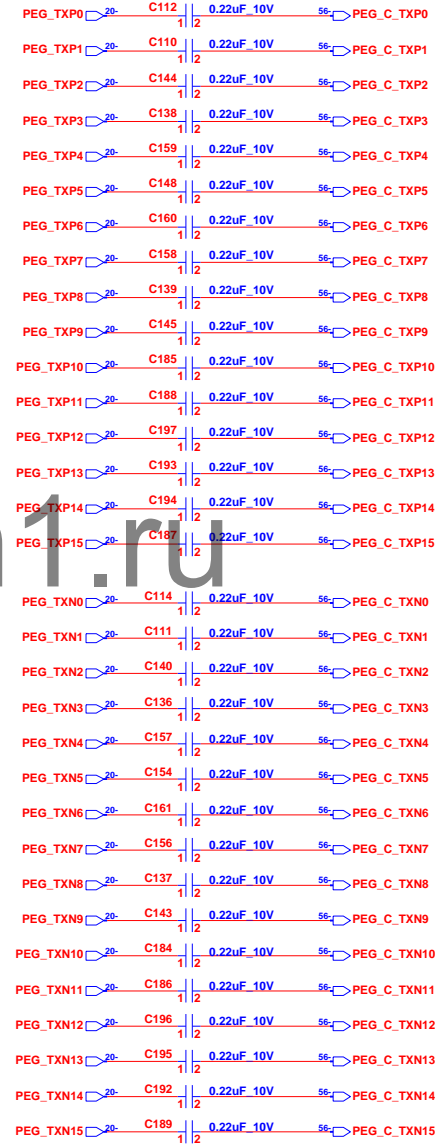 PEG_TXP0 20- C112 1 2 0.22uF_10V 56- PEG_C_TXP0
PEG_TXP1 20- C110 1 2 0.22uF_10V 56- PEG_C_TXP1
PEG_TXP2 20- C144 1 2 0.22uF_10V 56- PEG_C_TXP2
PEG_TXP3 20- C138 1 2 0.22uF_10V 56- PEG_C_TXP3
PEG_TXP4 20- C159 1 2 0.22uF_10V 56- PEG_C_TXP4
PEG_TXP5 20- C148 1 2 0.22uF_10V 56- PEG_C_TXP5
PEG_TXP6 20- C160 1 2 0.22uF_10V 56- PEG_C_TXP6
PEG_TXP7 20- C158 1 2 0.22uF_10V 56- PEG_C_TXP7
PEG_TXP8 20- C139 1 2 0.22uF_10V 56- PEG_C_TXP8
PEG_TXP9 20- C145 1 2 0.22uF_10V 56- PEG_C_TXP9
PEG_TXP10 20- C185 1 2 0.22uF_10V 56- PEG_C_TXP10
PEG_TXP11 20- C188 1 2 0.22uF_10V 56- PEG_C_TXP11
PEG_TXP12 20- C197 1 2 0.22uF_10V 56- PEG_C_TXP12
PEG_TXP13 20- C193 1 2 0.22uF_10V 56- PEG_C_TXP13
PEG_TXP14 20- C194 1 2 0.22uF_10V 56- PEG_C_TXP14
PEG_TXP15 20- C187 1 2 0.22uF_10V 56- PEG_C_TXP15
1.ru
PEG_TXN0 20- C114 1 2 0.22uF_10V 56- PEG_C_TXN0
PEG_TXN1 20- C111 1 2 0.22uF_10V 56- PEG_C_TXN1
PEG_TXN2 20- C140 1 2 0.22uF_10V 56- PEG_C_TXN2
PEG_TXN3 20- C136 1 2 0.22uF_10V 56- PEG_C_TXN3
PEG_TXN4 20- C157 1 2 0.22uF_10V 56- PEG_C_TXN4
PEG_TXN5 20- C154 1 2 0.22uF_10V 56- PEG_C_TXN5
PEG_TXN6 20- C161 1 2 0.22uF_10V 56- PEG_C_TXN6
PEG_TXN7 20- C156 1 2 0.22uF_10V 56- PEG_C_TXN7
PEG_TXN8 20- C137 1 2 0.22uF_10V 56- PEG_C_TXN8
PEG_TXN9 20- C143 1 2 0.22uF_10V 56- PEG_C_TXN9
PEG_TXN10 20- C184 1 2 0.22uF_10V 56- PEG_C_TXN10
PEG_TXN11 20- C186 1 2 0.22uF_10V 56- PEG_C_TXN11
PEG_TXN12 20- C196 1 2 0.22uF_10V 56- PEG_C_TXN12
PEG_TXN13 20- C195 1 2 0.22uF_10V 56- PEG_C_TXN13
PEG_TXN14 20- C192 1 2 0.22uF_10V 56- PEG_C_TXN14
PEG_TXN15 20- C189 1 2 0.22uF_10V 56- PEG_C_TXN15